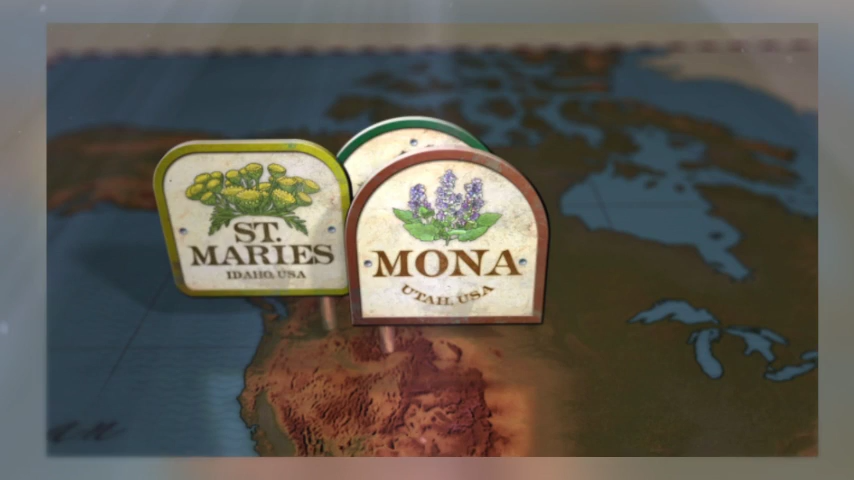 ST.
MARIES
IDAHO, USA
MONA
UTAH, USA